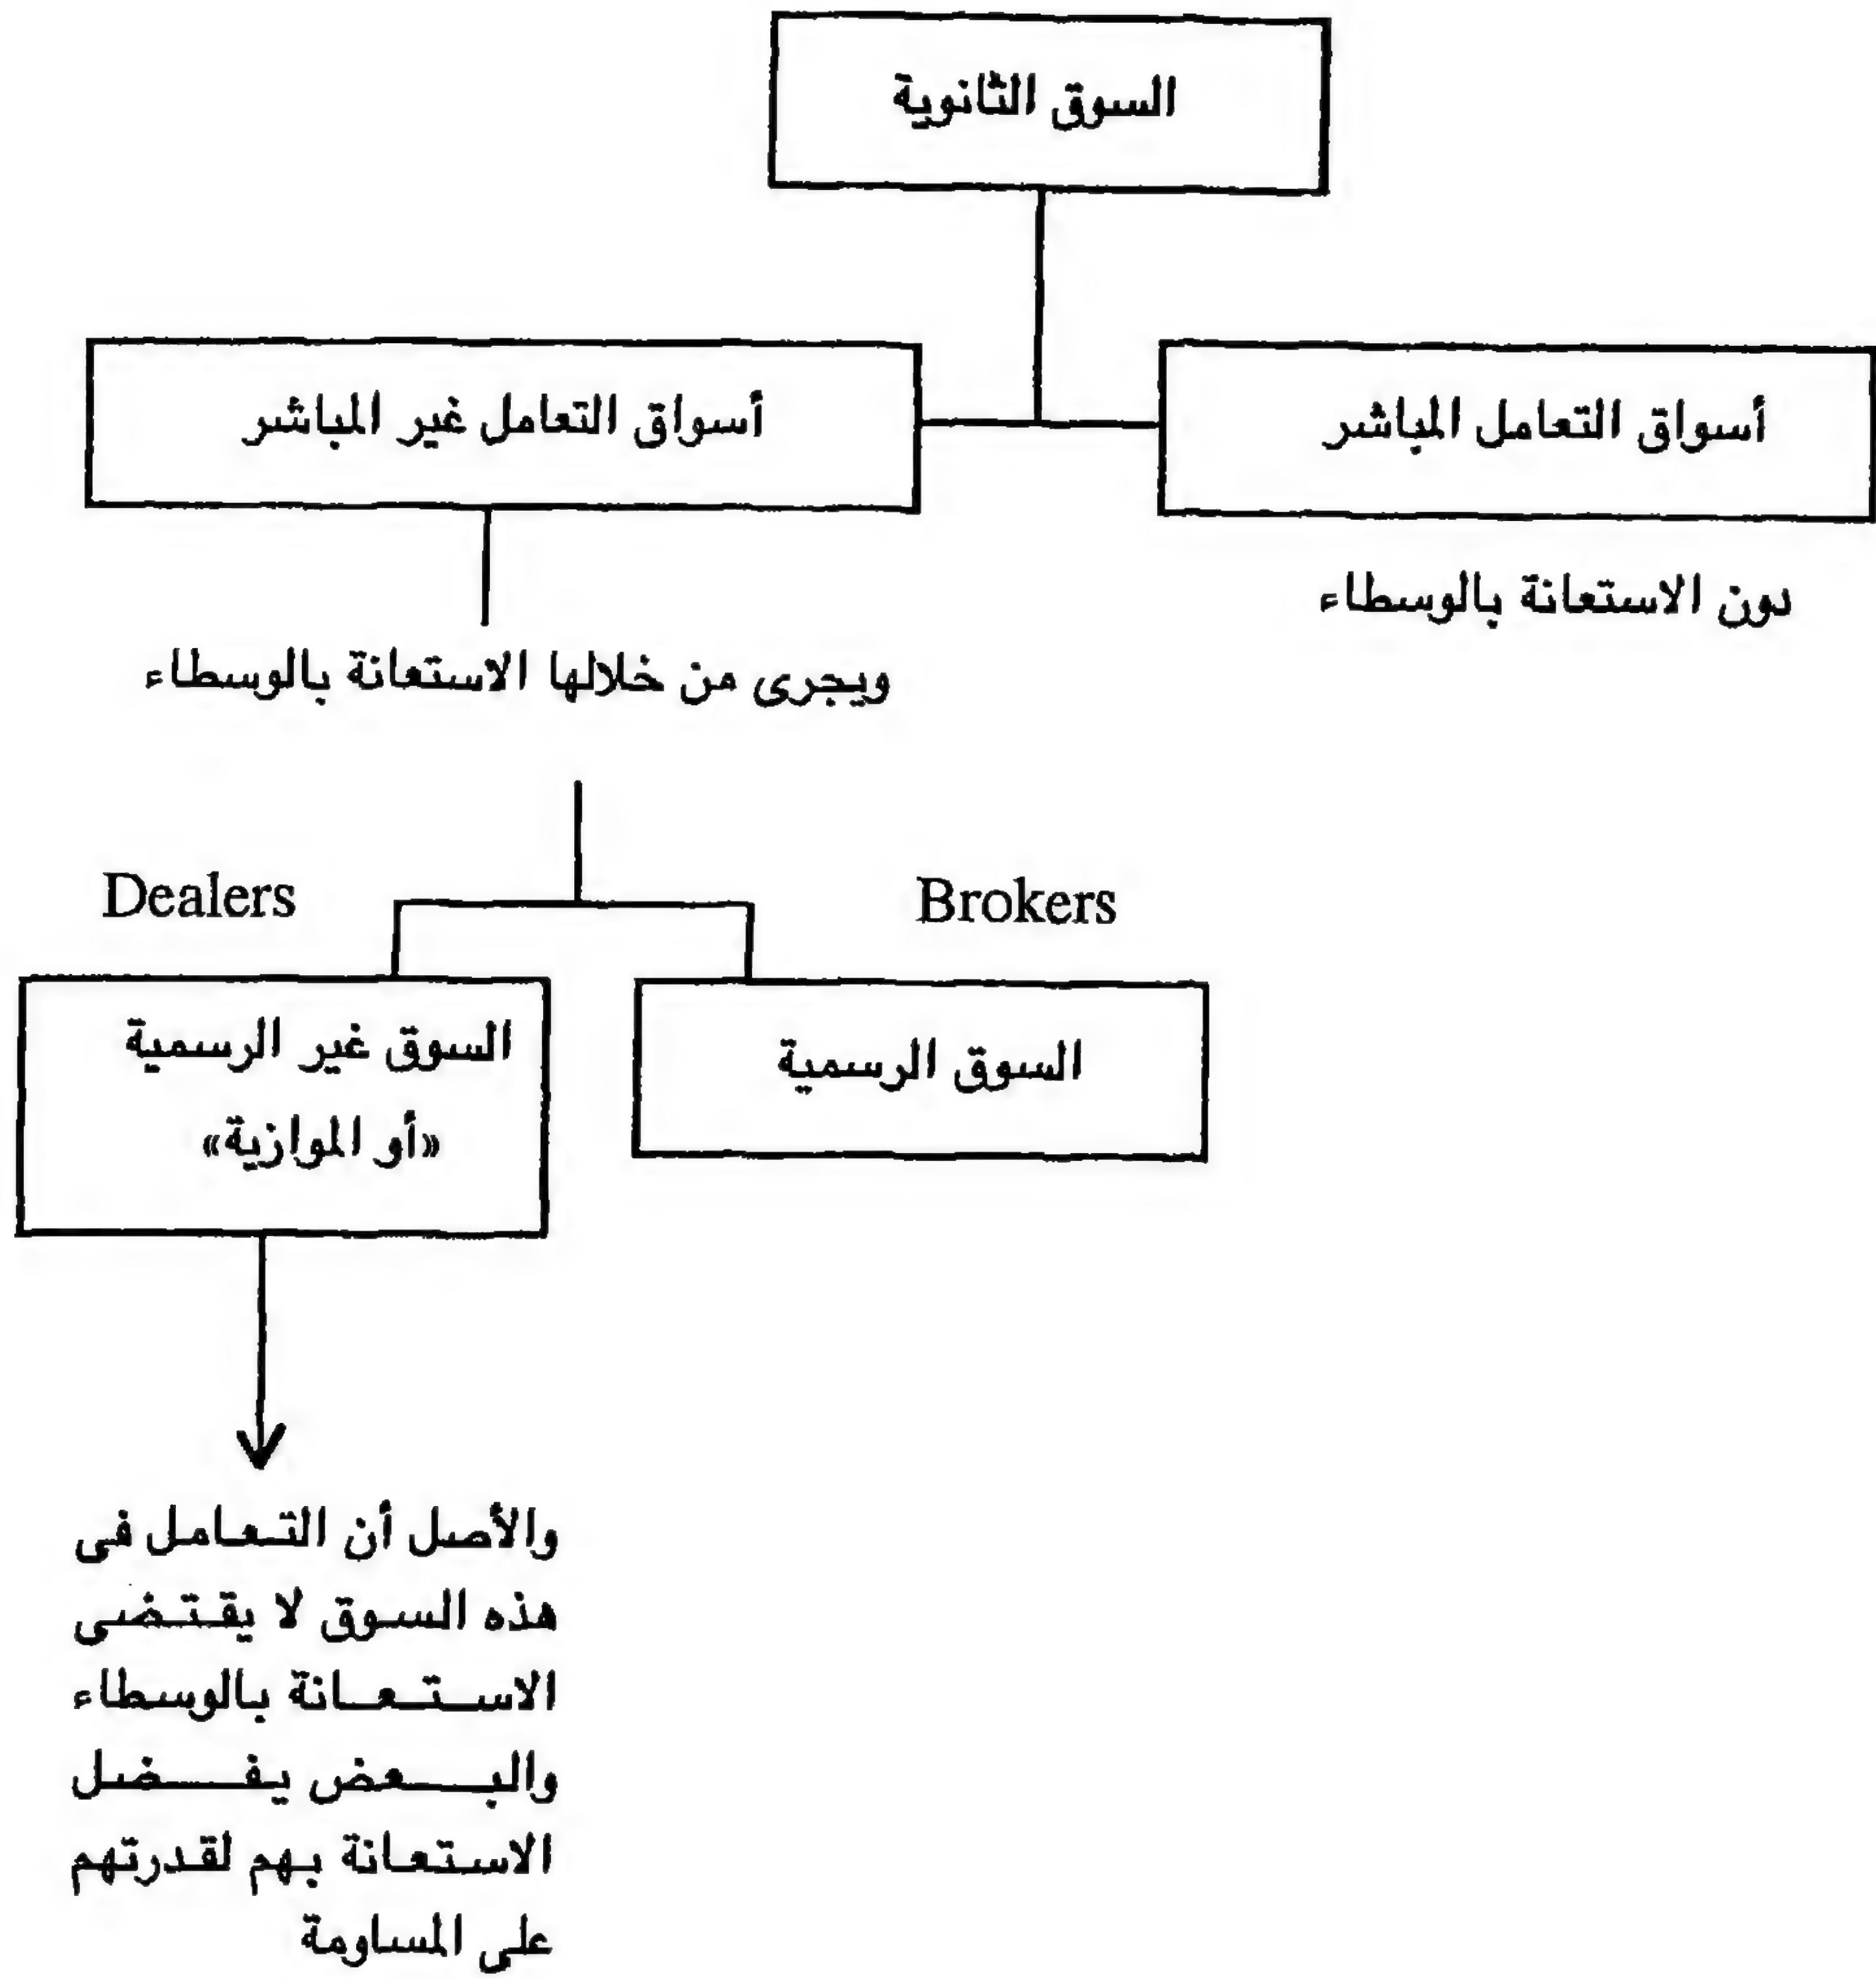 السوق الثانوية
أسواق التعامل المباشر
أسواق التعامل غير المباشر
دون الاستعانة بالوسطاء
ويجرى من خلالها الاستعانة بالوسطاء
Brokers
Dealers
السوق الرسمية
السوق غير الرسمية
«أو الموازية»
والأصل أن التعامل فى
هذه السوق لا يقتضى
الاستعانة بالوسطاء
والبعض يفضل
الاستعانة بهم لقدرتهم
على المساومة